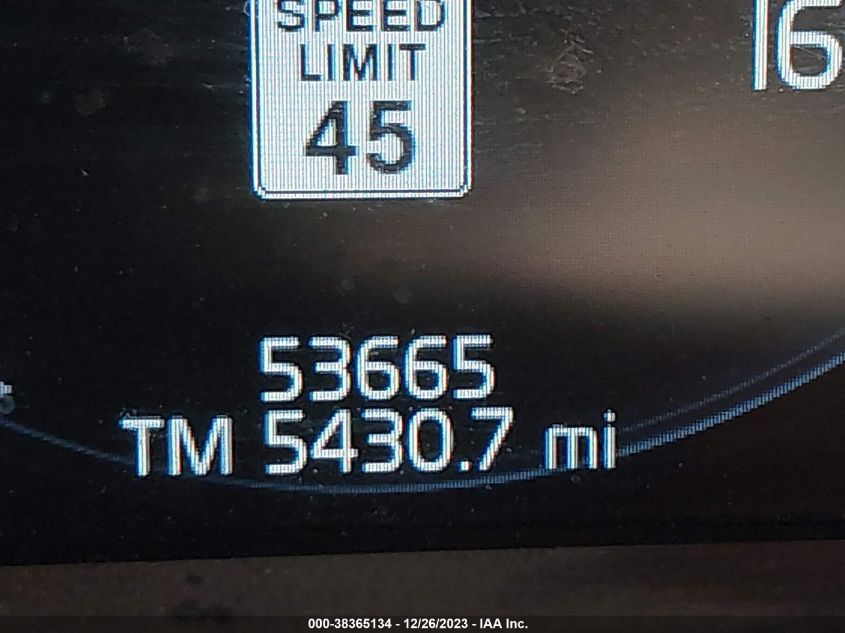 SPEED
LIMIT
45
16
53665
TM 5430.7 mi
000-38365134 - 12/26/2023 - IAA Inc.